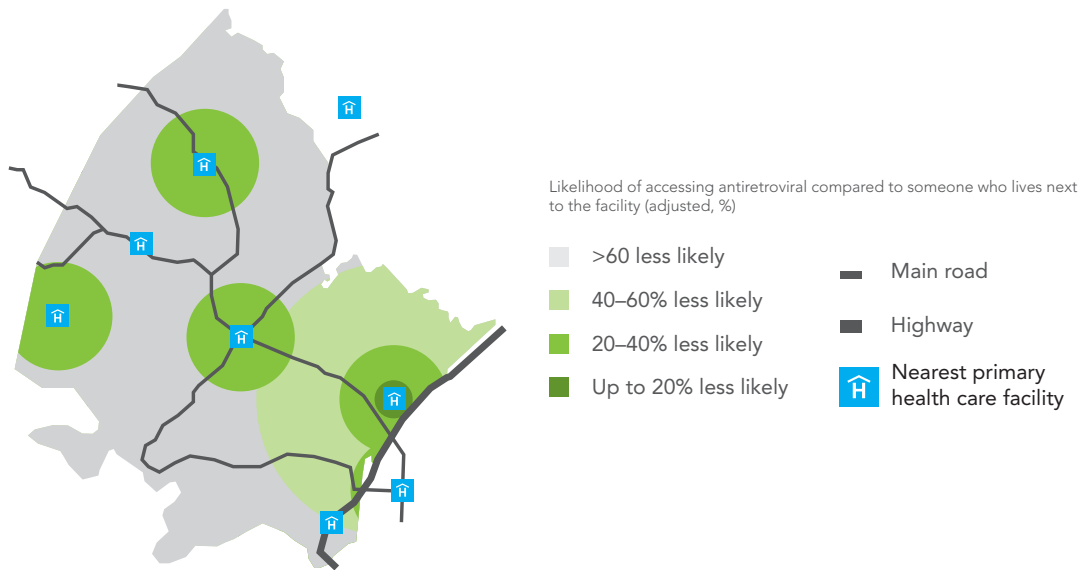 Likelihood of accessing antiretroviral compared to someone who lives next
to the facility (adjusted, %)
>60 less likely
40–60% less likely
20–40% less likely
Up to 20% less likely
Main road
Highway
Nearest primary
health care facility